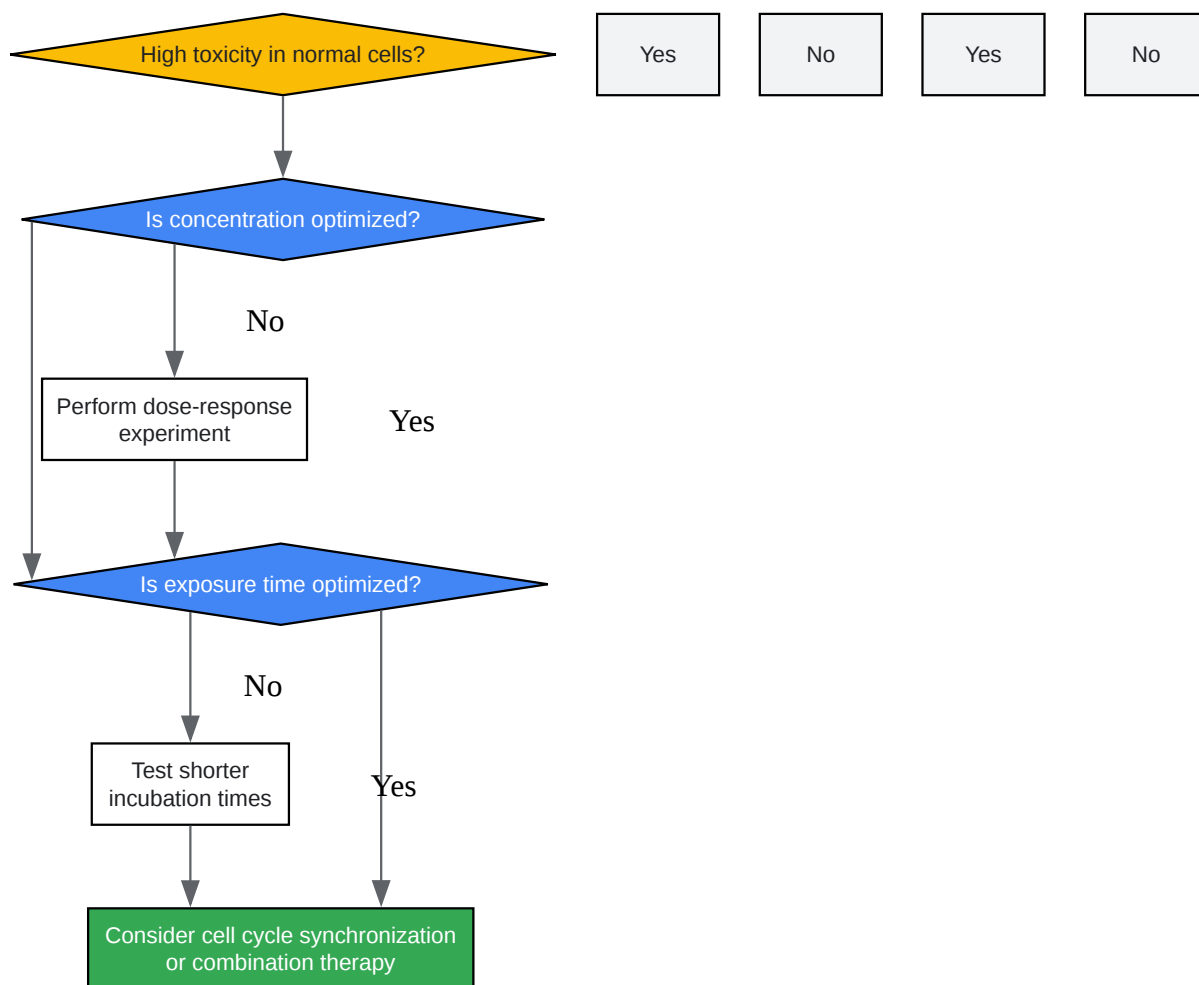 High toxicity in normal cells?
Yes
No
Yes
No
Is concentration optimized?
No
Perform dose-response
experiment
Yes
Is exposure time optimized?
No
Test shorter
incubation times
Yes
Consider cell cycle synchronization
or combination therapy